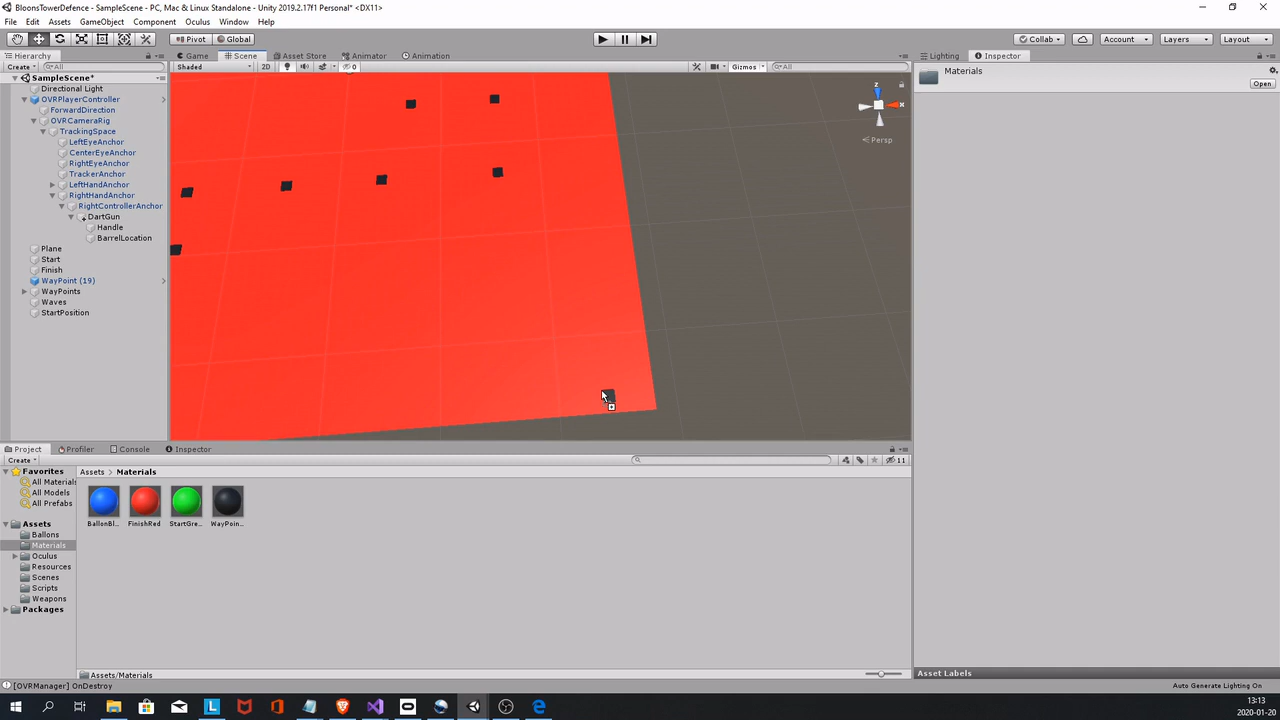 BloonsTowerDefence - SampleScene - PC, Mac & Linux Standalone - Unity 2019.2.17f1 Personal* <DX11>
File Edit Assets GameObject Component Oculus Window Help
Pivot Global Collab Account Layers Layout
Hierarchy Game Scene Asset Store Animator Animation Lighting Inspector
Create All Shaded 2D 0 Gizmos All
SampleScene*
Directional Light
OVRPlayerController
ForwardDirection
OVRCameraRig
TrackingSpace
LeftEyeAnchor
CenterEyeAnchor
RightEyeAnchor
TrackerAnchor
LeftHandAnchor
RightHandAnchor
RightControllerAnchor
DartGun
Handle
BarrelLocation
Plane
Start
Finish
WayPoint (19)
WayPoints
Waves
StartPosition
z
x
Persp
Materials
Open
Project Profiler Console Inspector
Create 11
Favorites
All Materials
All Models
All Prefabs
Assets
Ballons
Materials
Oculus
Resources
Scenes
Scripts
Weapons
Packages
Assets > Materials
BallonBl... FinishRed StartGre... WayPoin...
Assets/Materials
Asset Labels
[OVRManager] OnDestroy
Auto Generate Lighting On
13:13
2020-01-20